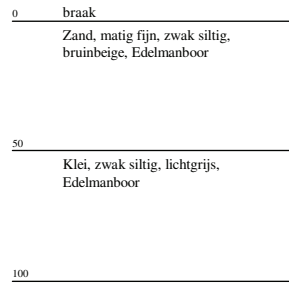 0 braak
Zand, matig fijn, zwak siltig,
bruinbeige, Edelmanboor
50
Klei, zwak siltig, lichtgrijs,
Edelmanboor
100